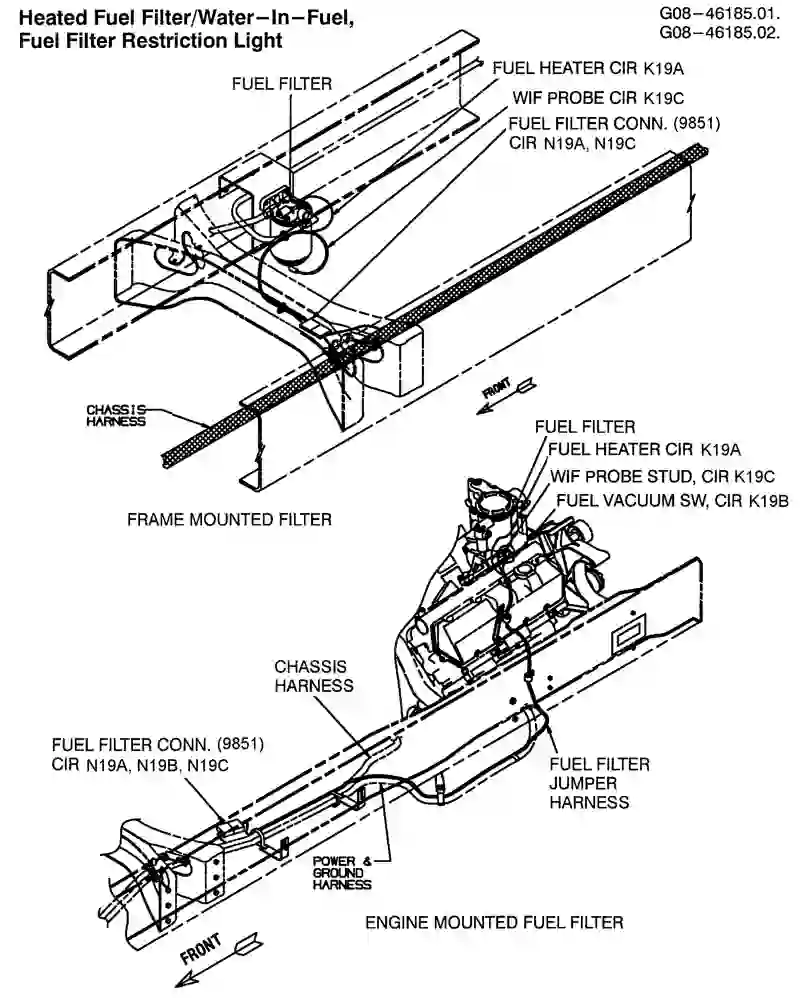 Heated Fuel Filter/Water-In-Fuel,
Fuel Filter Restriction Light
G08-46185.01.
G08-46185.02.
FUEL FILTER
FUEL HEATER CIR K19A
WIF PROBE CIR K19C
FUEL FILTER CONN. (9851)
CIR N19A, N19C
CHASSIS
HARNESS
FRONT
FRAME MOUNTED FILTER
FUEL FILTER
FUEL HEATER CIR K19A
WIF PROBE STUD, CIR K19C
FUEL VACUUM SW, CIR K19B
CHASSIS
HARNESS
FUEL FILTER CONN. (9851)
CIR N19A, N19B, N19C
FUEL FILTER
JUMPER
HARNESS
POWER &
GROUND
HARNESS
ENGINE MOUNTED FUEL FILTER
FRONT